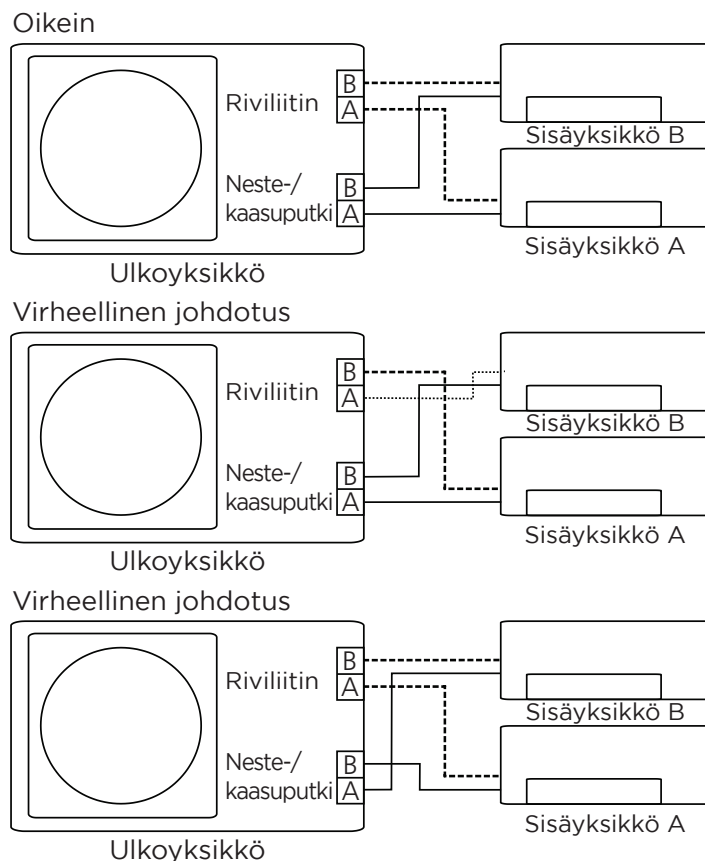 Oikein
B
Riviliitin
A
Sisäyksikkö B
Neste-/
B
kaasuputki
A
Sisäyksikkö A
Ulkoyksikkö
Virheellinen johdotus
B
Riviliitin
A
Sisäyksikkö B
Neste-/
B
kaasuputki
A
Sisäyksikkö A
Ulkoyksikkö
Virheellinen johdotus
B
Riviliitin
A
Sisäyksikkö B
Neste-/
B
kaasuputki
A
Sisäyksikkö A
Ulkoyksikkö